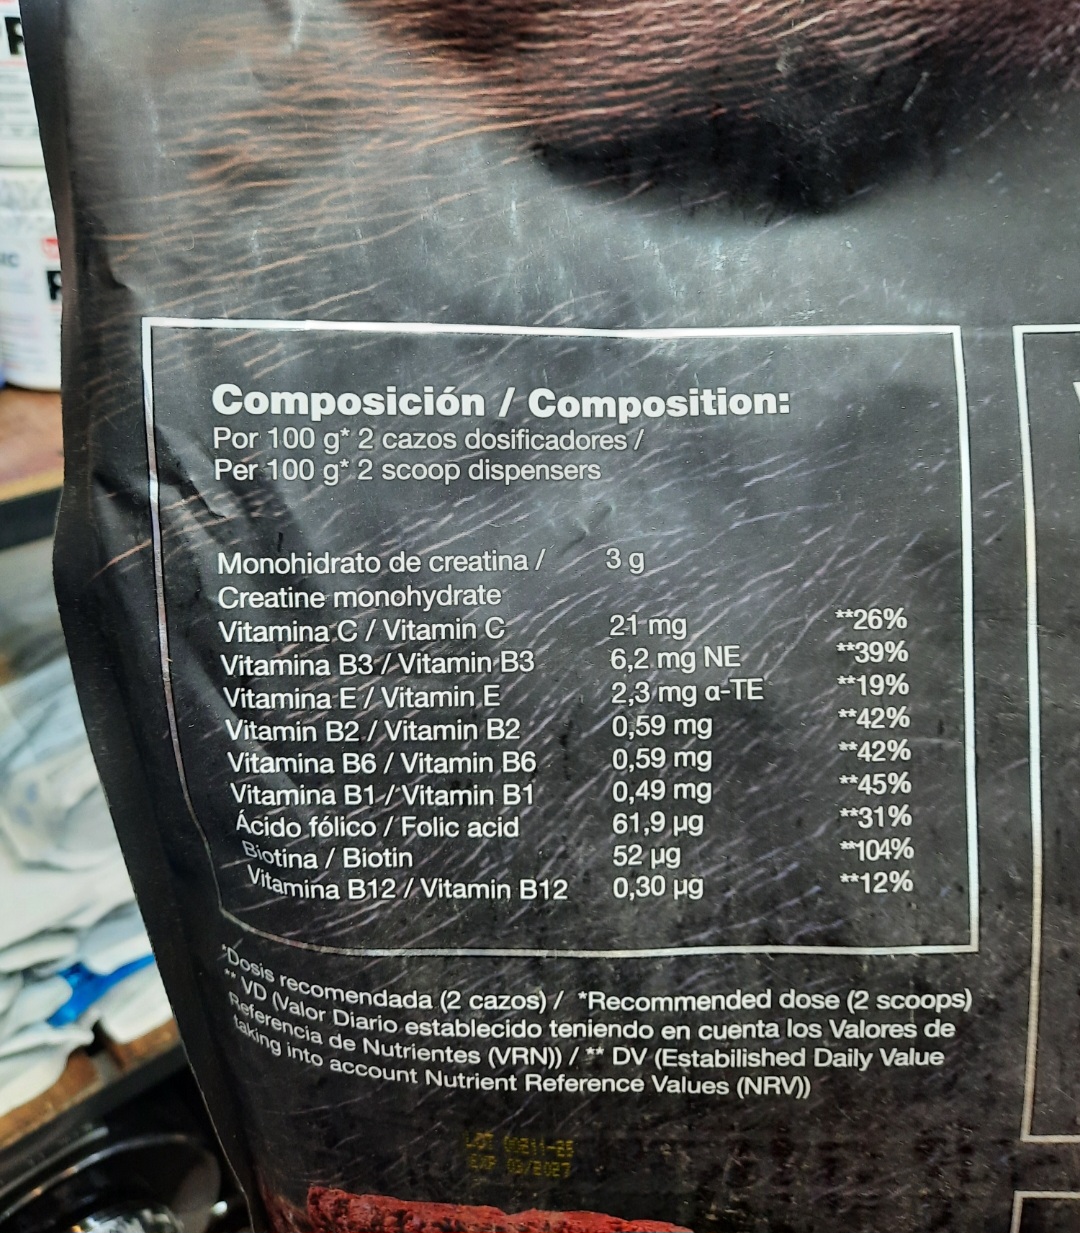 Composición / Composition:
Por 100 g* 2 cazos dosificadores /
Per 100 g* 2 scoop dispensers
Monohidrato de creatina / 3 g
Creatine monohydrate
Vitamina C / Vitamin C 21 mg **26%
Vitamina B3 / Vitamin B3 6,2 mg NE **39%
Vitamina E / Vitamin E 2,3 mg α-TE **19%
Vitamin B2 / Vitamin B2 0,59 mg **42%
Vitamina B6 / Vitamin B6 0,59 mg **42%
Vitamina B1 / Vitamin B1 0,49 mg **45%
Ácido fólico / Folic acid 61,9 µg **31%
Biotina / Biotin 52 µg **104%
Vitamina B12 / Vitamin B12 0,30 µg **12%
*Dosis recomendada (2 cazos) / *Recommended dose (2 scoops)
** VD (Valor Diario establecido teniendo en cuenta los Valores de
Referencia de Nutrientes (VRN)) / ** DV (Estabilished Daily Value
taking into account Nutrient Reference Values (NRV))
LOT
EXP 03/2027